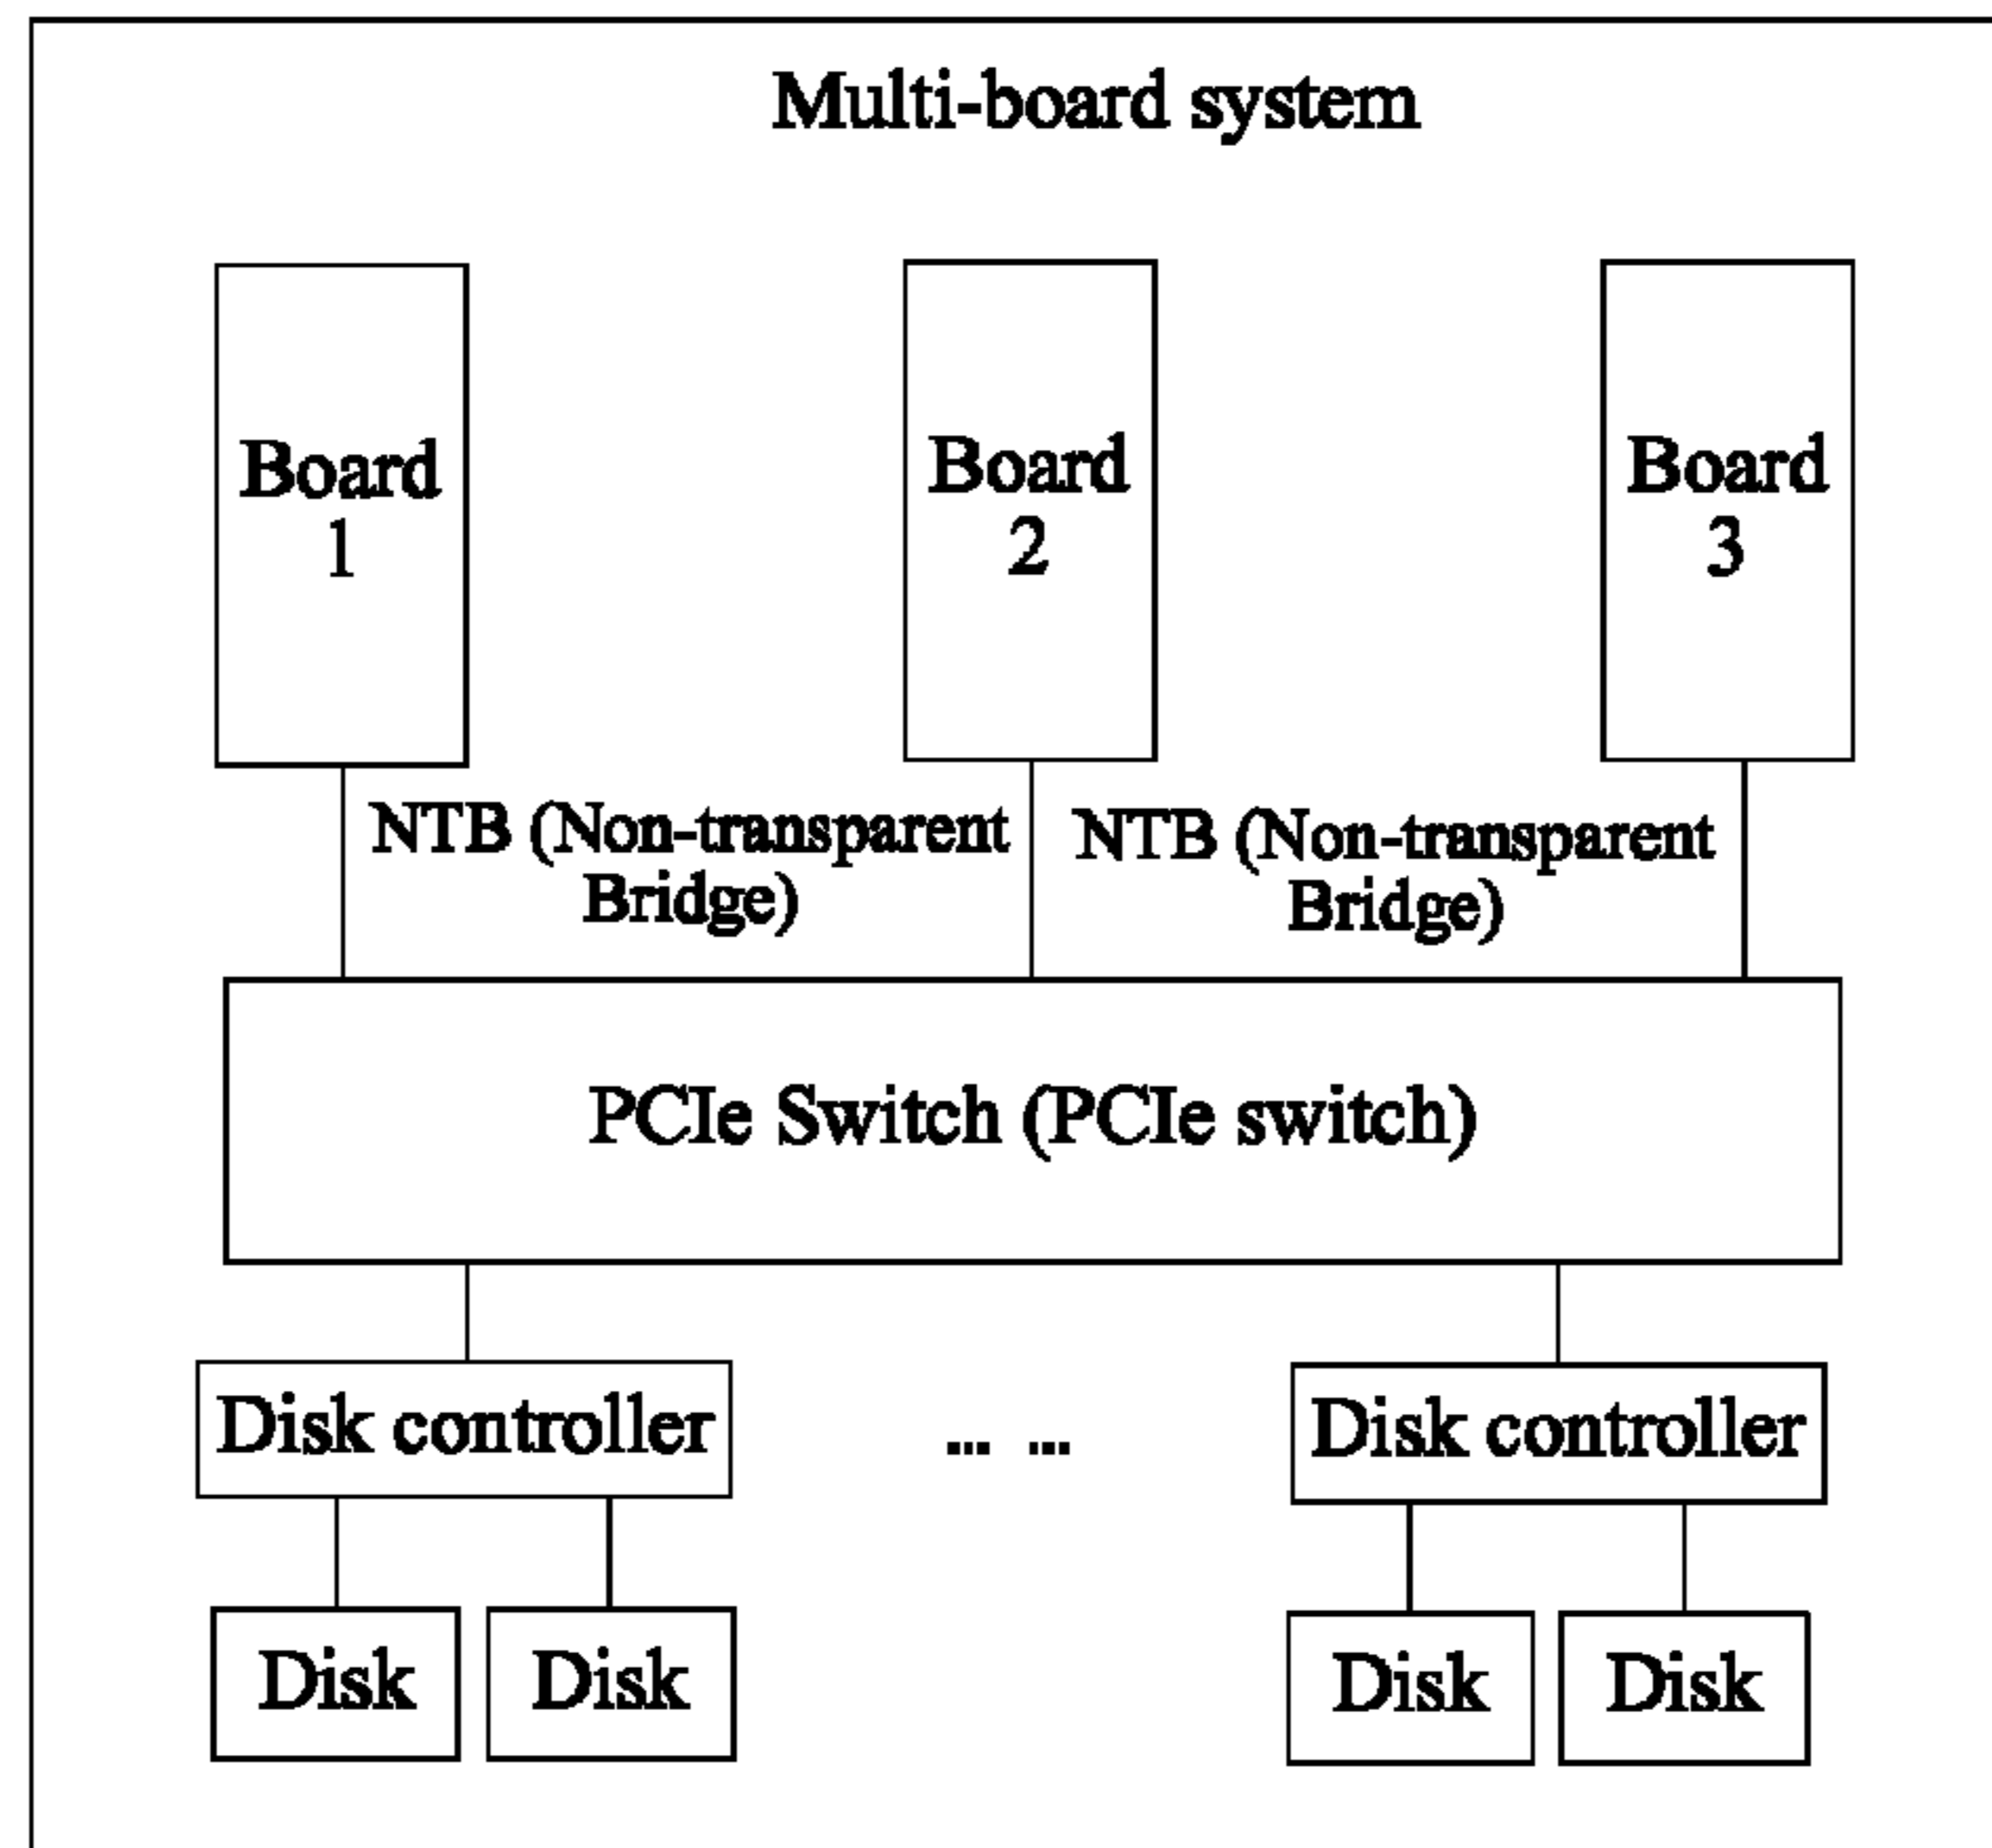 Multi-board system
Board
1
Board
2
Board
3
NTB (Non-transparent
Bridge)
NTB (Non-transparent
Bridge)
PCIe Switch (PCIe switch)
Disk controller
... ...
Disk controller
Disk
Disk
Disk
Disk